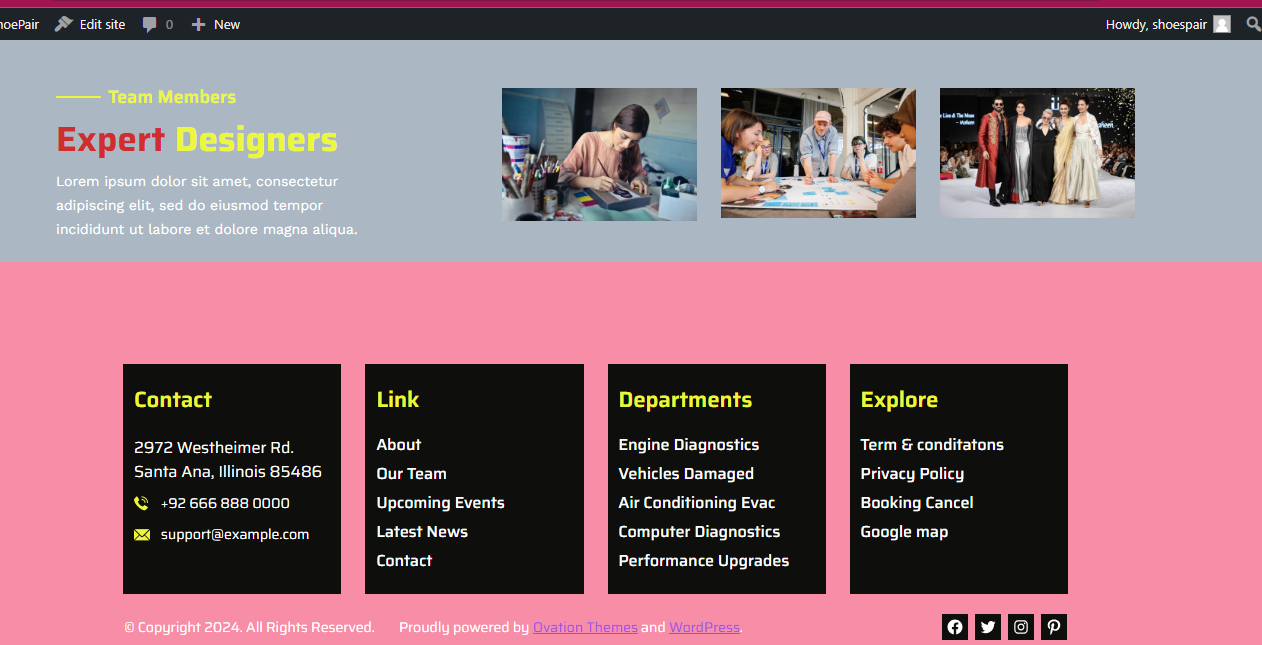 hoePair Edit site 0 New Howdy, shoespair
Team Members
Expert Designers
Lorem ipsum dolor sit amet, consectetur
adipiscing elit, sed do eiusmod tempor
incididunt ut labore et dolore magna aliqua.
Contact
2972 Westheimer Rd.
Santa Ana, Illinois 85486
+92 666 888 0000
support@example.com
Link
About
Our Team
Upcoming Events
Latest News
Contact
Departments
Engine Diagnostics
Vehicles Damaged
Air Conditioning Evac
Computer Diagnostics
Performance Upgrades
Explore
Term & conditatons
Privacy Policy
Booking Cancel
Google map
© Copyright 2024. All Rights Reserved. Proudly powered by Ovation Themes and WordPress.